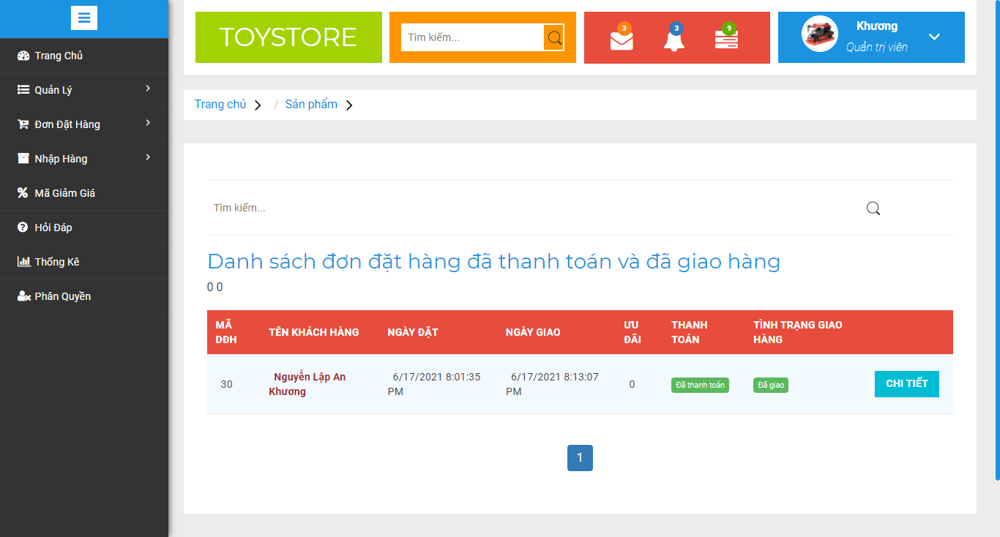 TOYSTORE
Tìm kiếm...
3
3
9
Khương
Quản trị viên
Trang Chủ
Quản Lý
Đơn Đặt Hàng
Nhập Hàng
Mã Giảm Giá
Hỏi Đáp
Thống Kê
Phân Quyền
Trang chủ / Sản phẩm
Tìm kiếm...
Danh sách đơn đặt hàng đã thanh toán và đã giao hàng
0 0
MÃ
DĐH
TÊN KHÁCH HÀNG
NGÀY ĐẶT
NGÀY GIAO
ƯU
ĐÃI
THANH
TOÁN
TÌNH TRẠNG GIAO
HÀNG
30
Nguyễn Lập An
Khương
6/17/2021 8:01:35
PM
6/17/2021 8:13:07
PM
0
Đã thanh toán
Đã giao
CHI TIẾT
1